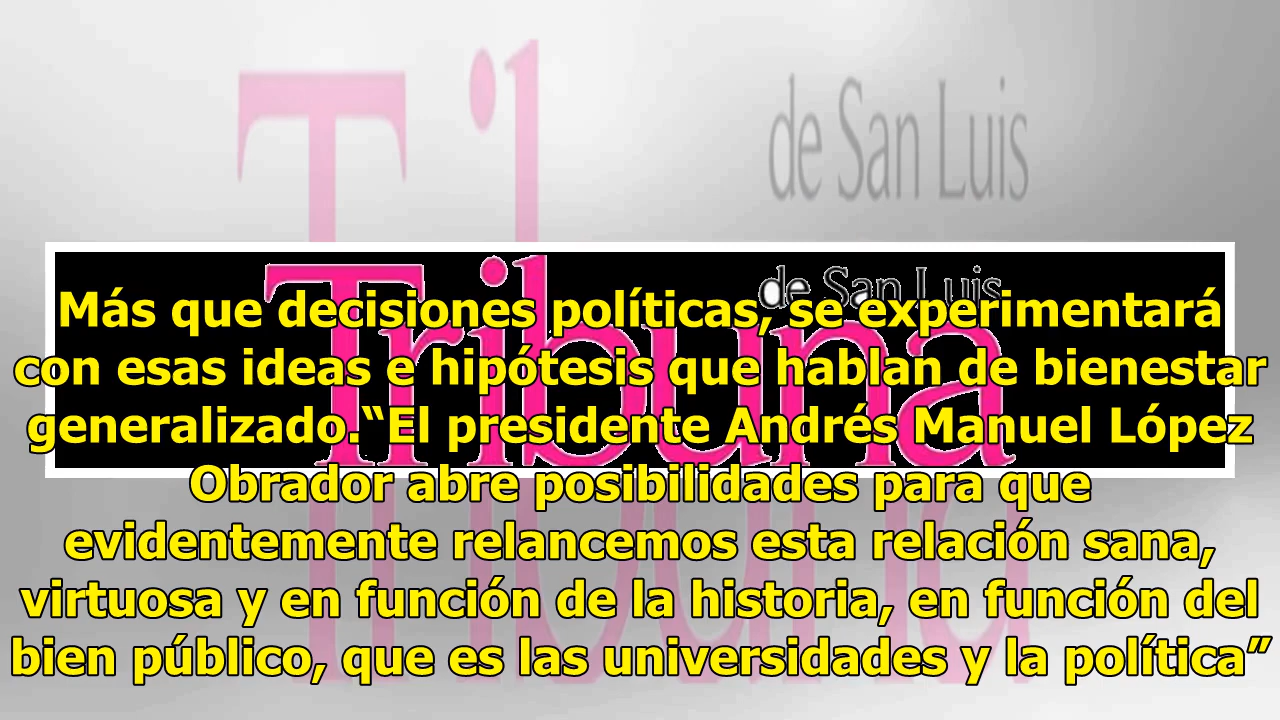 de San Luis
Tribuna
de San Luis
Más que decisiones políticas, se experimentará
con esas ideas e hipótesis que hablan de bienestar
generalizado.“El presidente Andrés Manuel López
Obrador abre posibilidades para que
evidentemente relancemos esta relación sana,
virtuosa y en función de la historia, en función del
bien público, que es las universidades y la política”